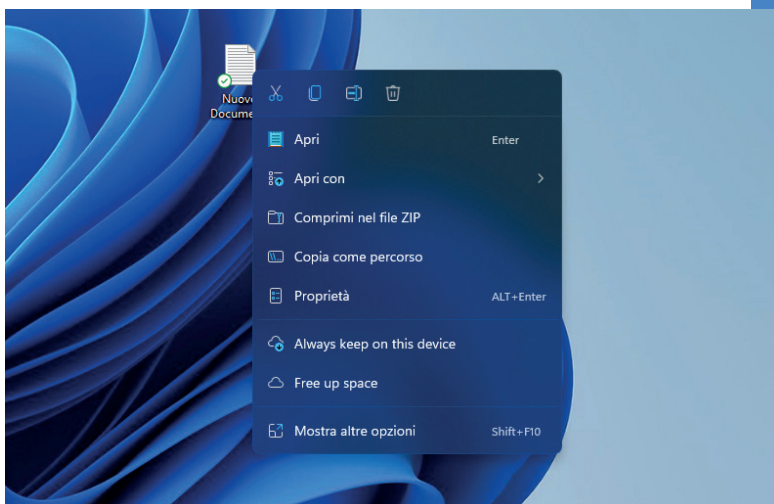 Nuov
Docume
Apri Enter
Apri con
Comprimi nel file ZIP
Copia come percorso
Proprietà ALT+Enter
Always keep on this device
Free up space
Mostra altre opzioni Shift+F10